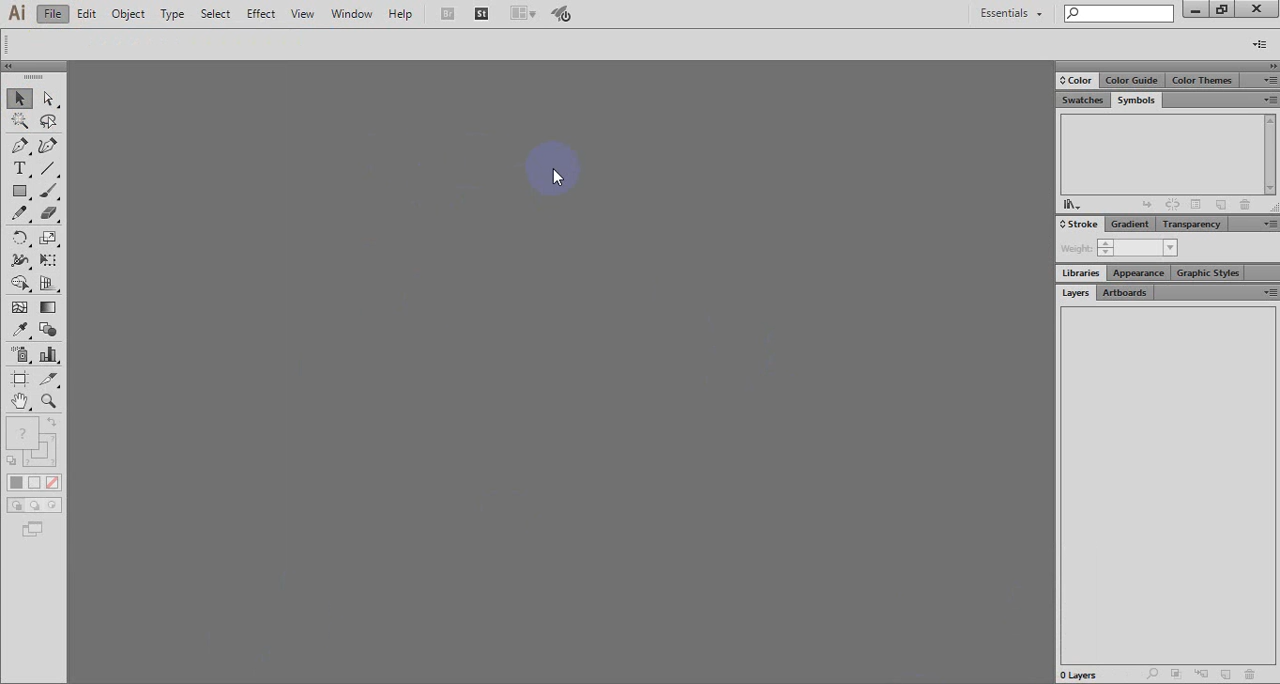 Ai File Edit Object Type Select Effect View Window Help Br St Essentials
Color Color Guide Color Themes
Swatches Symbols
Stroke Gradient Transparency
Weight:
Libraries Appearance Graphic Styles
Layers Artboards
T
?
0 Layers